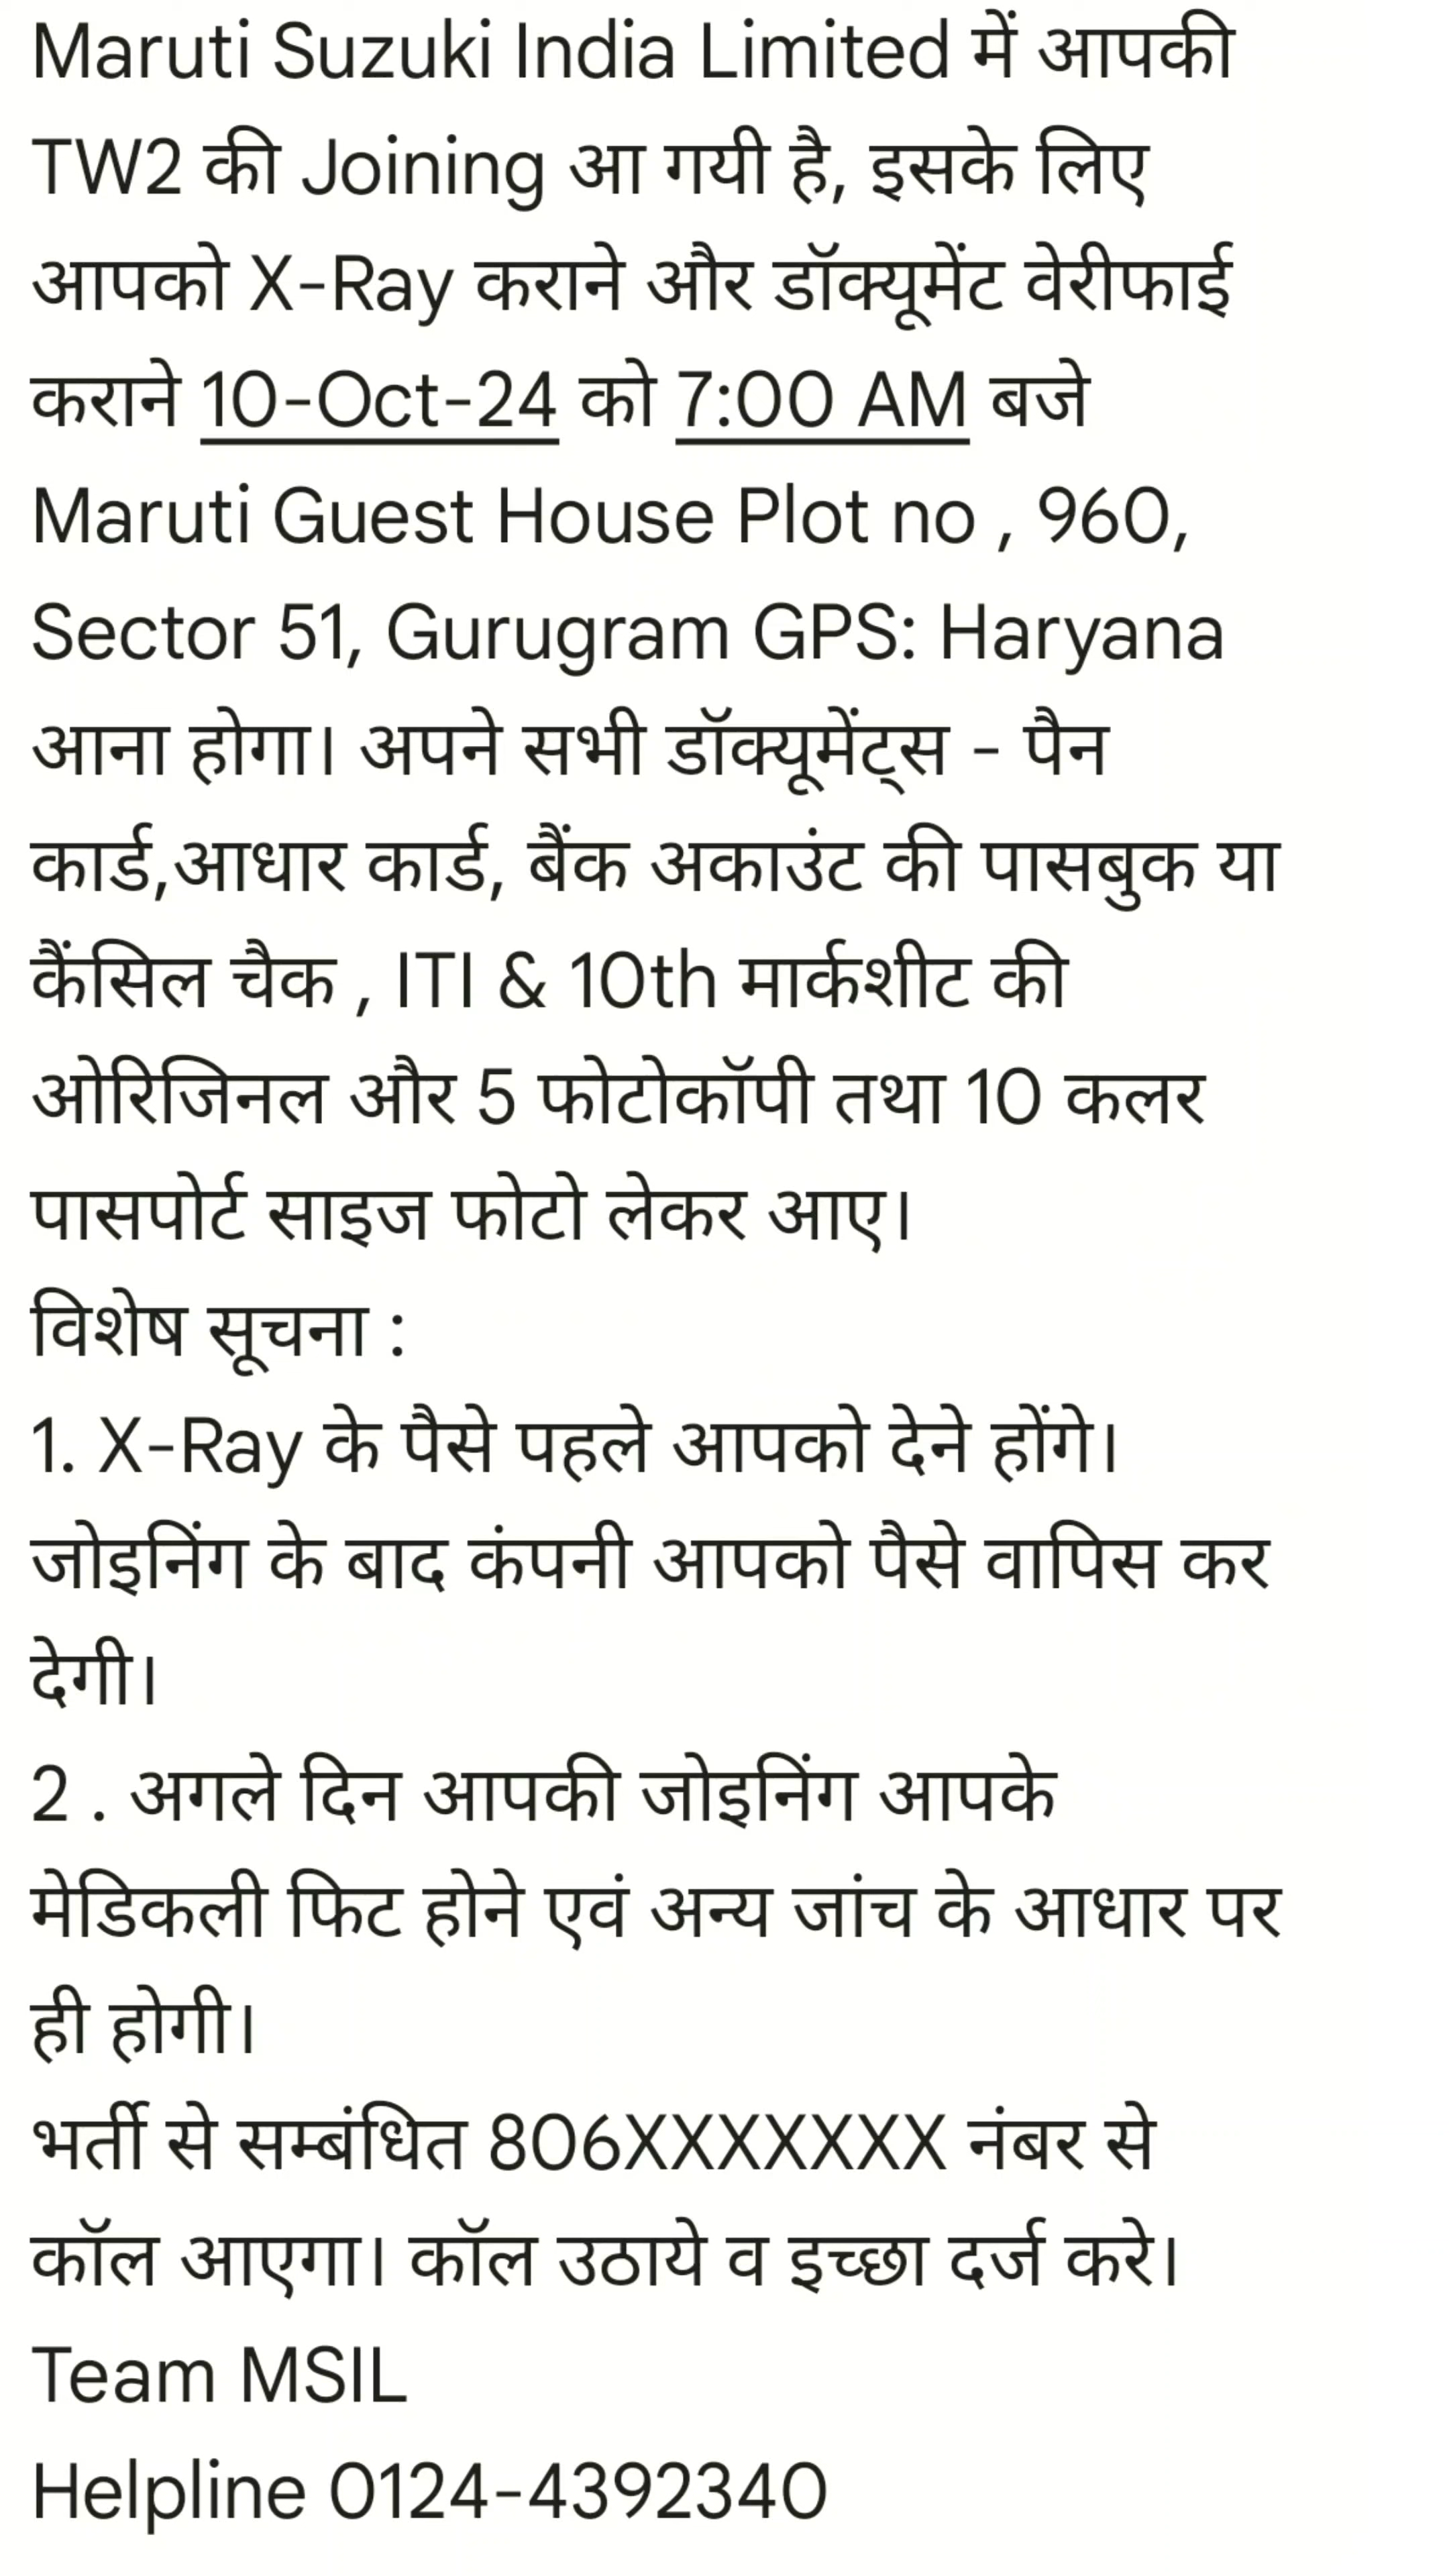 Maruti Suzuki India Limited में आपकी
TW2 की Joining आ गयी है, इसके लिए
आपको X-Ray कराने और डॉक्यूमेंट वेरीफाई
कराने 10-Oct-24 को 7:00 AM बजे
Maruti Guest House Plot no , 960,
Sector 51, Gurugram GPS: Haryana
आना होगा। अपने सभी डॉक्यूमेंट्स - पैन
कार्ड,आधार कार्ड, बैंक अकाउंट की पासबुक या
कैंसिल चैक , ITI & 10th मार्कशीट की
ओरिजिनल और 5 फोटोकॉपी तथा 10 कलर
पासपोर्ट साइज फोटो लेकर आए।
विशेष सूचना :
1. X-Ray के पैसे पहले आपको देने होंगे।
जोइनिंग के बाद कंपनी आपको पैसे वापिस कर
देगी।
2 . अगले दिन आपकी जोइनिंग आपके
मेडिकली फिट होने एवं अन्य जांच के आधार पर
ही होगी।
भर्ती से सम्बंधित 806XXXXXXX नंबर से
कॉल आएगा। कॉल उठाये व इच्छा दर्ज करे।
Team MSIL
Helpline 0124-4392340